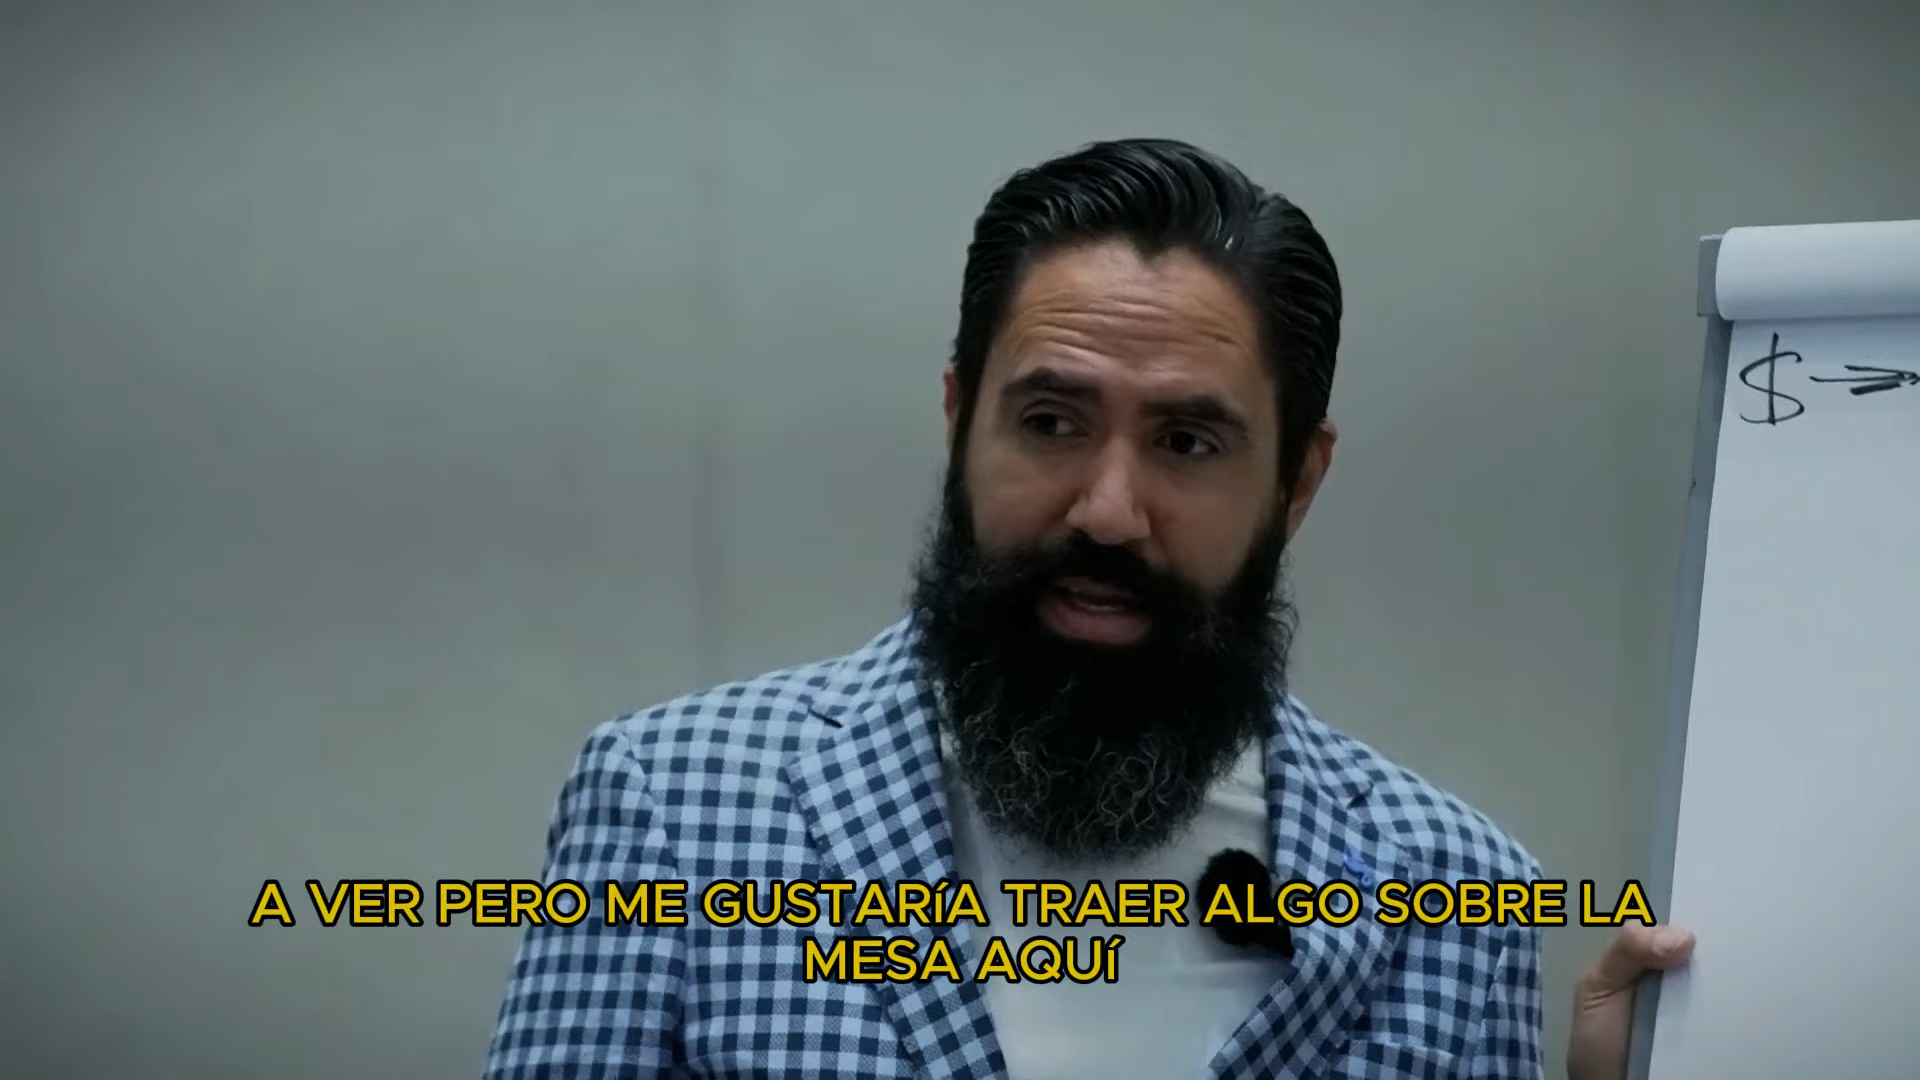 $ →
A VER PERO ME GUSTARÍA TRAER ALGO SOBRE LA
MESA AQUÍ